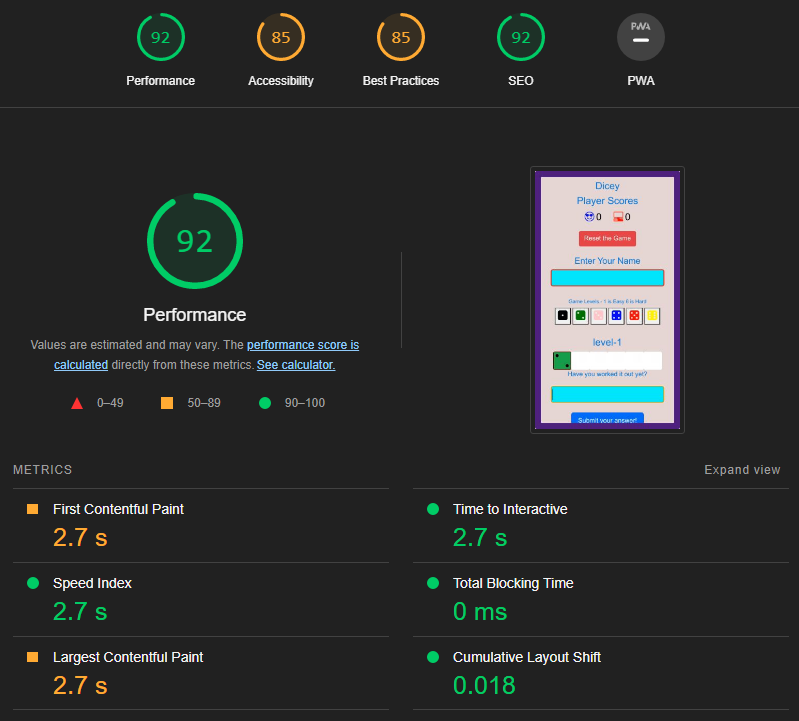 92 85 85 92 PWA
Performance Accessibility Best Practices SEO PWA
92
Performance
Values are estimated and may vary. The performance score is
calculated directly from these metrics. See calculator.
0–49 50–89 90–100
Dicey
Player Scores
0 0
Reset the Game
Enter Your Name
Game Levels - 1 is Easy 6 is Hard
level-1
Have you worked it out yet?
Submit your answer!
METRICS Expand view
First Contentful Paint
2.7 s
Time to Interactive
2.7 s
Speed Index
2.7 s
Total Blocking Time
0 ms
Largest Contentful Paint
2.7 s
Cumulative Layout Shift
0.018